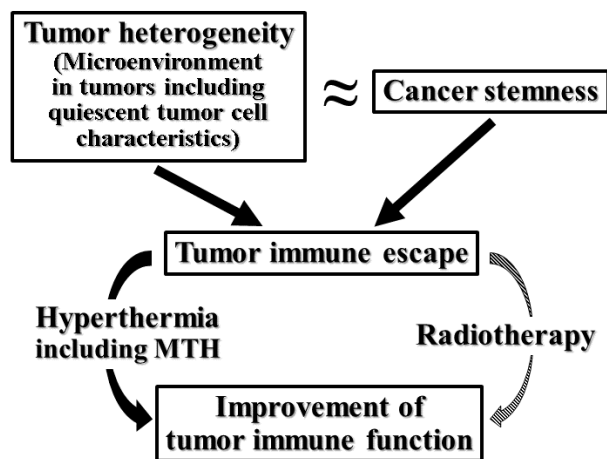 Tumor heterogeneity
(Microenvironment
in tumors including
quiescent tumor cell
characteristics)
≈
Cancer stemness
Tumor immune escape
Hyperthermia
including MTH
Radiotherapy
Improvement of
tumor immune function